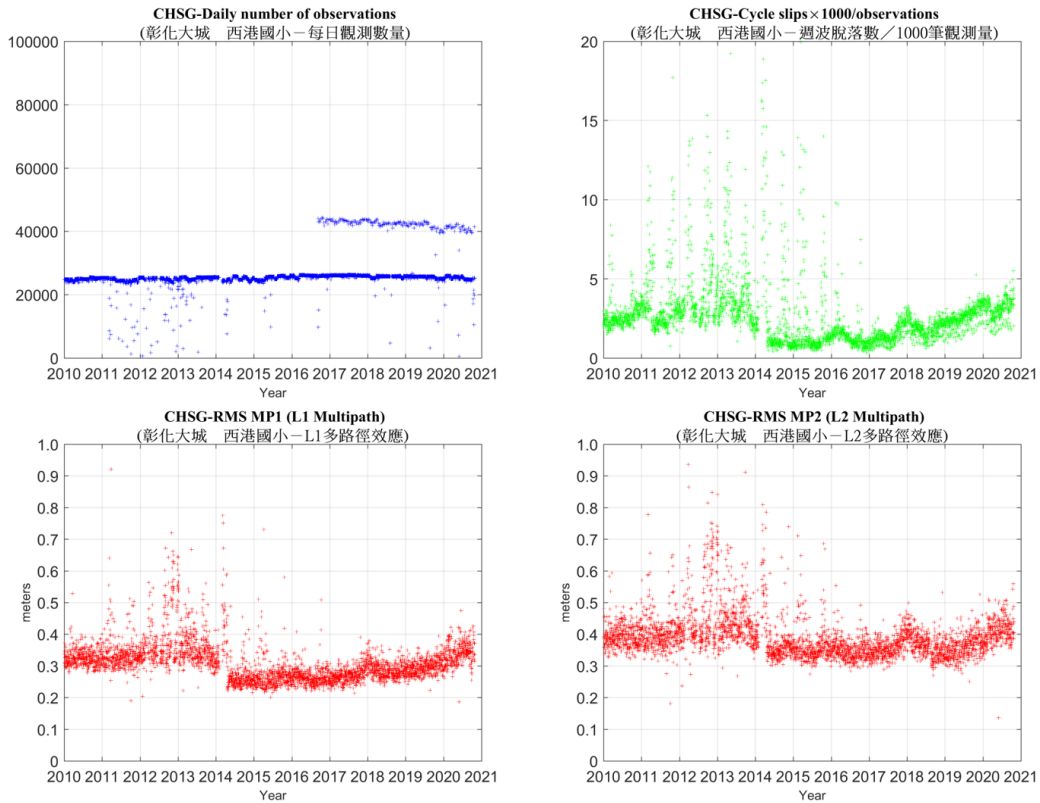 CHSG-Daily number of observations
(彰化大城　西港國小－每日觀測數量)
100000
80000
60000
40000
20000
0
2010 2011 2012 2013 2014 2015 2016 2017 2018 2019 2020 2021
Year
CHSG-Cycle slips×1000/observations
(彰化大城　西港國小－週波脫落數／1000筆觀測量)
20
15
10
5
0
2010 2011 2012 2013 2014 2015 2016 2017 2018 2019 2020 2021
Year
CHSG-RMS MP1 (L1 Multipath)
(彰化大城　西港國小－L1多路徑效應)
meters
1.0
0.9
0.8
0.7
0.6
0.5
0.4
0.3
0.2
0.1
0
2010 2011 2012 2013 2014 2015 2016 2017 2018 2019 2020 2021
Year
CHSG-RMS MP2 (L2 Multipath)
(彰化大城　西港國小－L2多路徑效應)
meters
1.0
0.9
0.8
0.7
0.6
0.5
0.4
0.3
0.2
0.1
0
2010 2011 2012 2013 2014 2015 2016 2017 2018 2019 2020 2021
Year